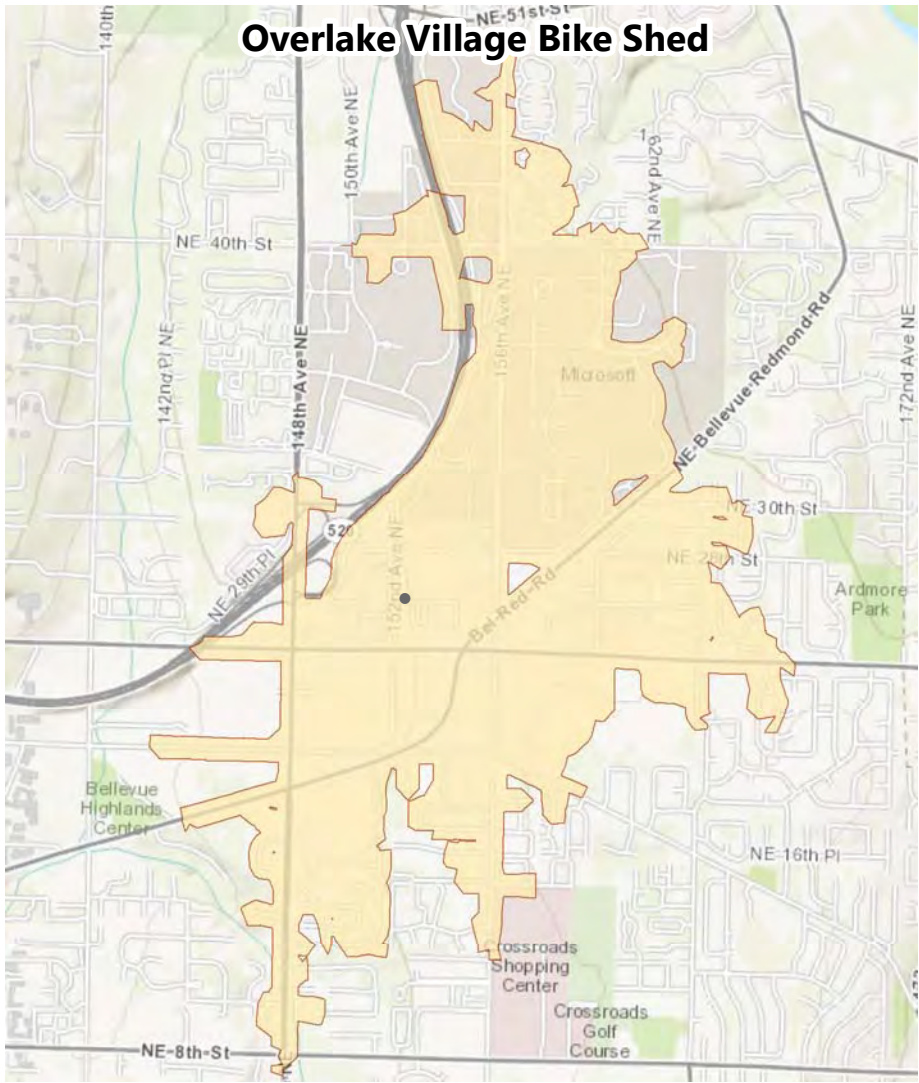 NE-51st-St
Overlake Village Bike Shed
140th
150th Ave NE
162nd Ave NE
NE 40th St
156th Ave NE
142nd Pl NE
148th-Ave-NE
Microsoft
172nd Ave NE
NE-Bellevue-Redmond-Rd
NE 30th St
520
NE 29th Pl
152nd Ave NE
NE 28th St
Ardmore
Park
Bel-Red-Rd
Bellevue
Highlands
Center
NE 16th Pl
Crossroads
Shopping
Center
Crossroads
Golf
Course
NE-8th-St